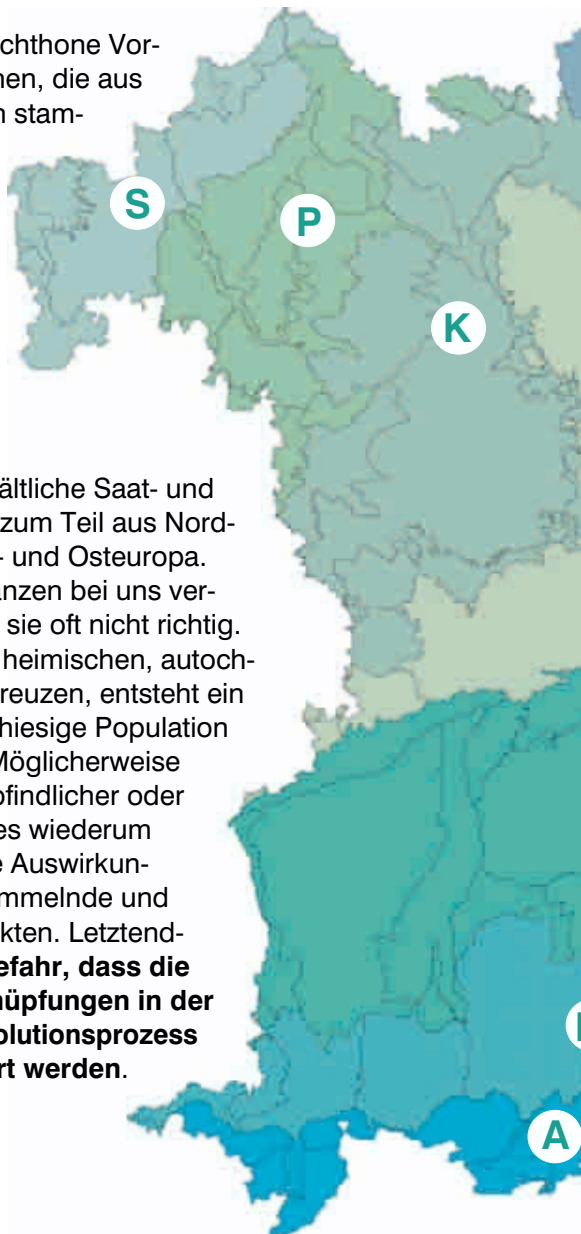 chthone Vor-
nen, die aus
stam-
S
P
K
ältliche Saat- und
zum Teil aus Nord-
- und Osteuropa.
anzen bei uns ver-
sie oft nicht richtig.
heimischen, autoch-
reuzen, entsteht ein
hiesige Population
Möglicherweise
pfindlicher oder
es wiederum
e Auswirkun-
mmelnde und
kten. Letztend-
efahr, dass die
nüpfungen in der
olutionsprozess
rt werden.
A